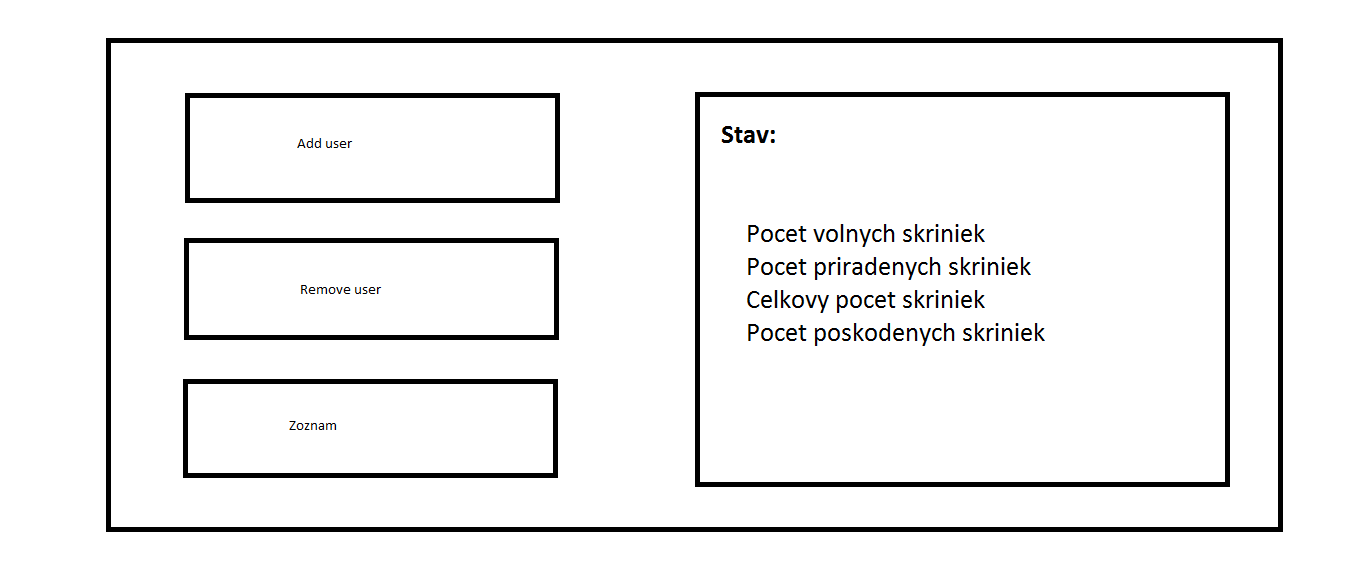 Add user
Remove user
Zoznam
Stav:
Pocet volnych skriniek
Pocet priradenych skriniek
Celkovy pocet skriniek
Pocet poskodenych skriniek